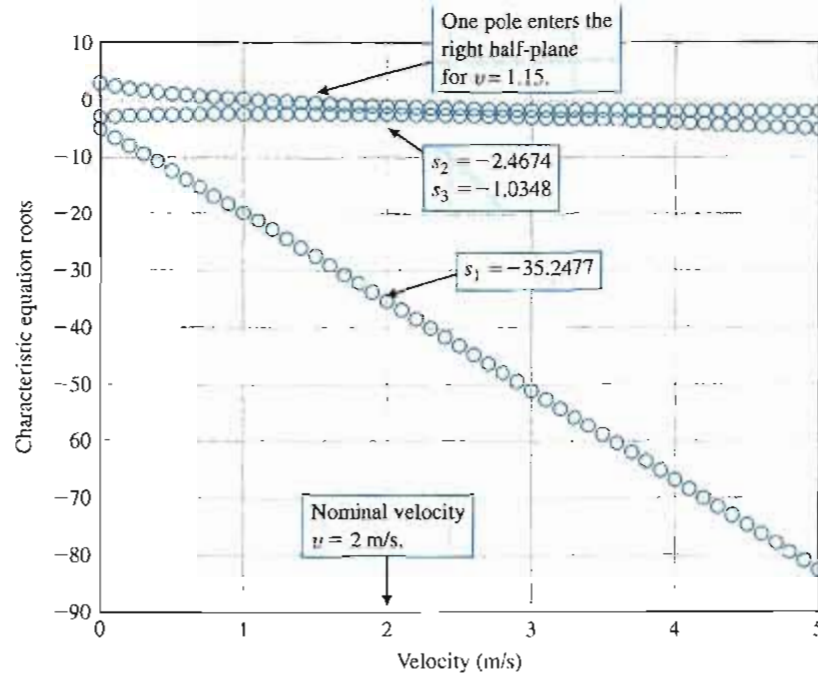 One pole enters the
right half-plane
for υ = 1.15.
s2 = −2.4674
s3 = −1.0348
s1 = −35.2477
Nominal velocity
υ = 2 m/s.
10
0
−10
−20
−30
−40
−50
60
−70
−80
−90
Characteristic equation roots
0
1
2
3
4
5
Velocity (m/s)